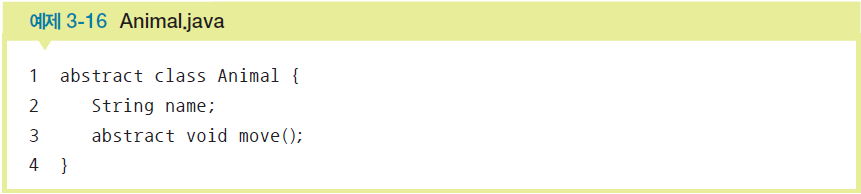 예제 3-16 Animal.java
1 abstract class Animal {
2 String name;
3 abstract void move();
4 }